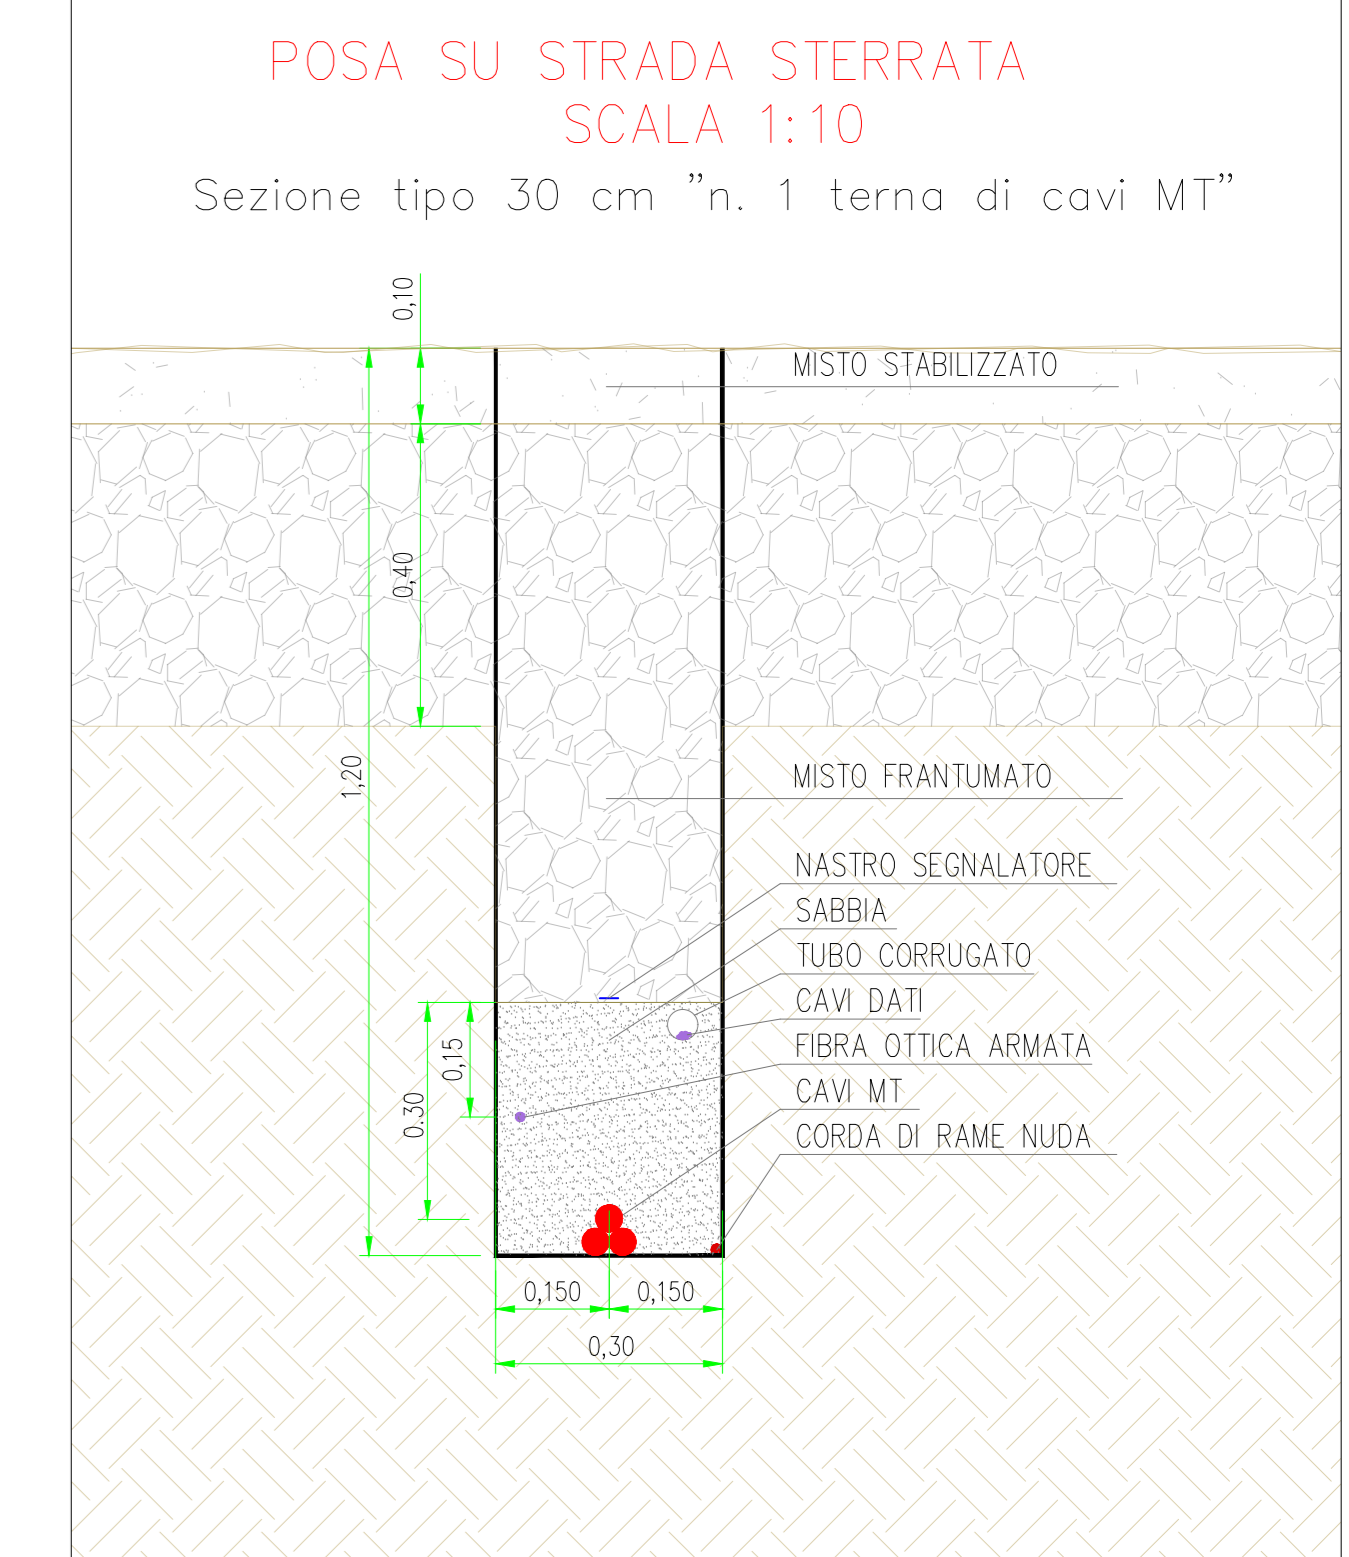 POSA SU STRADA STERRATA
SCALA 1:10
Sezione tipo 30 cm "n. 1 terna di cavi MT"
0,10
MISTO STABILIZZATO
0,40
1,20
MISTO FRANTUMATO
NASTRO SEGNALATORE
SABBIA
TUBO CORRUGATO
CAVI DATI
0,15
FIBRA OTTICA ARMATA
0.30
CAVI MT
CORDA DI RAME NUDA
0,150 0,150
0,30